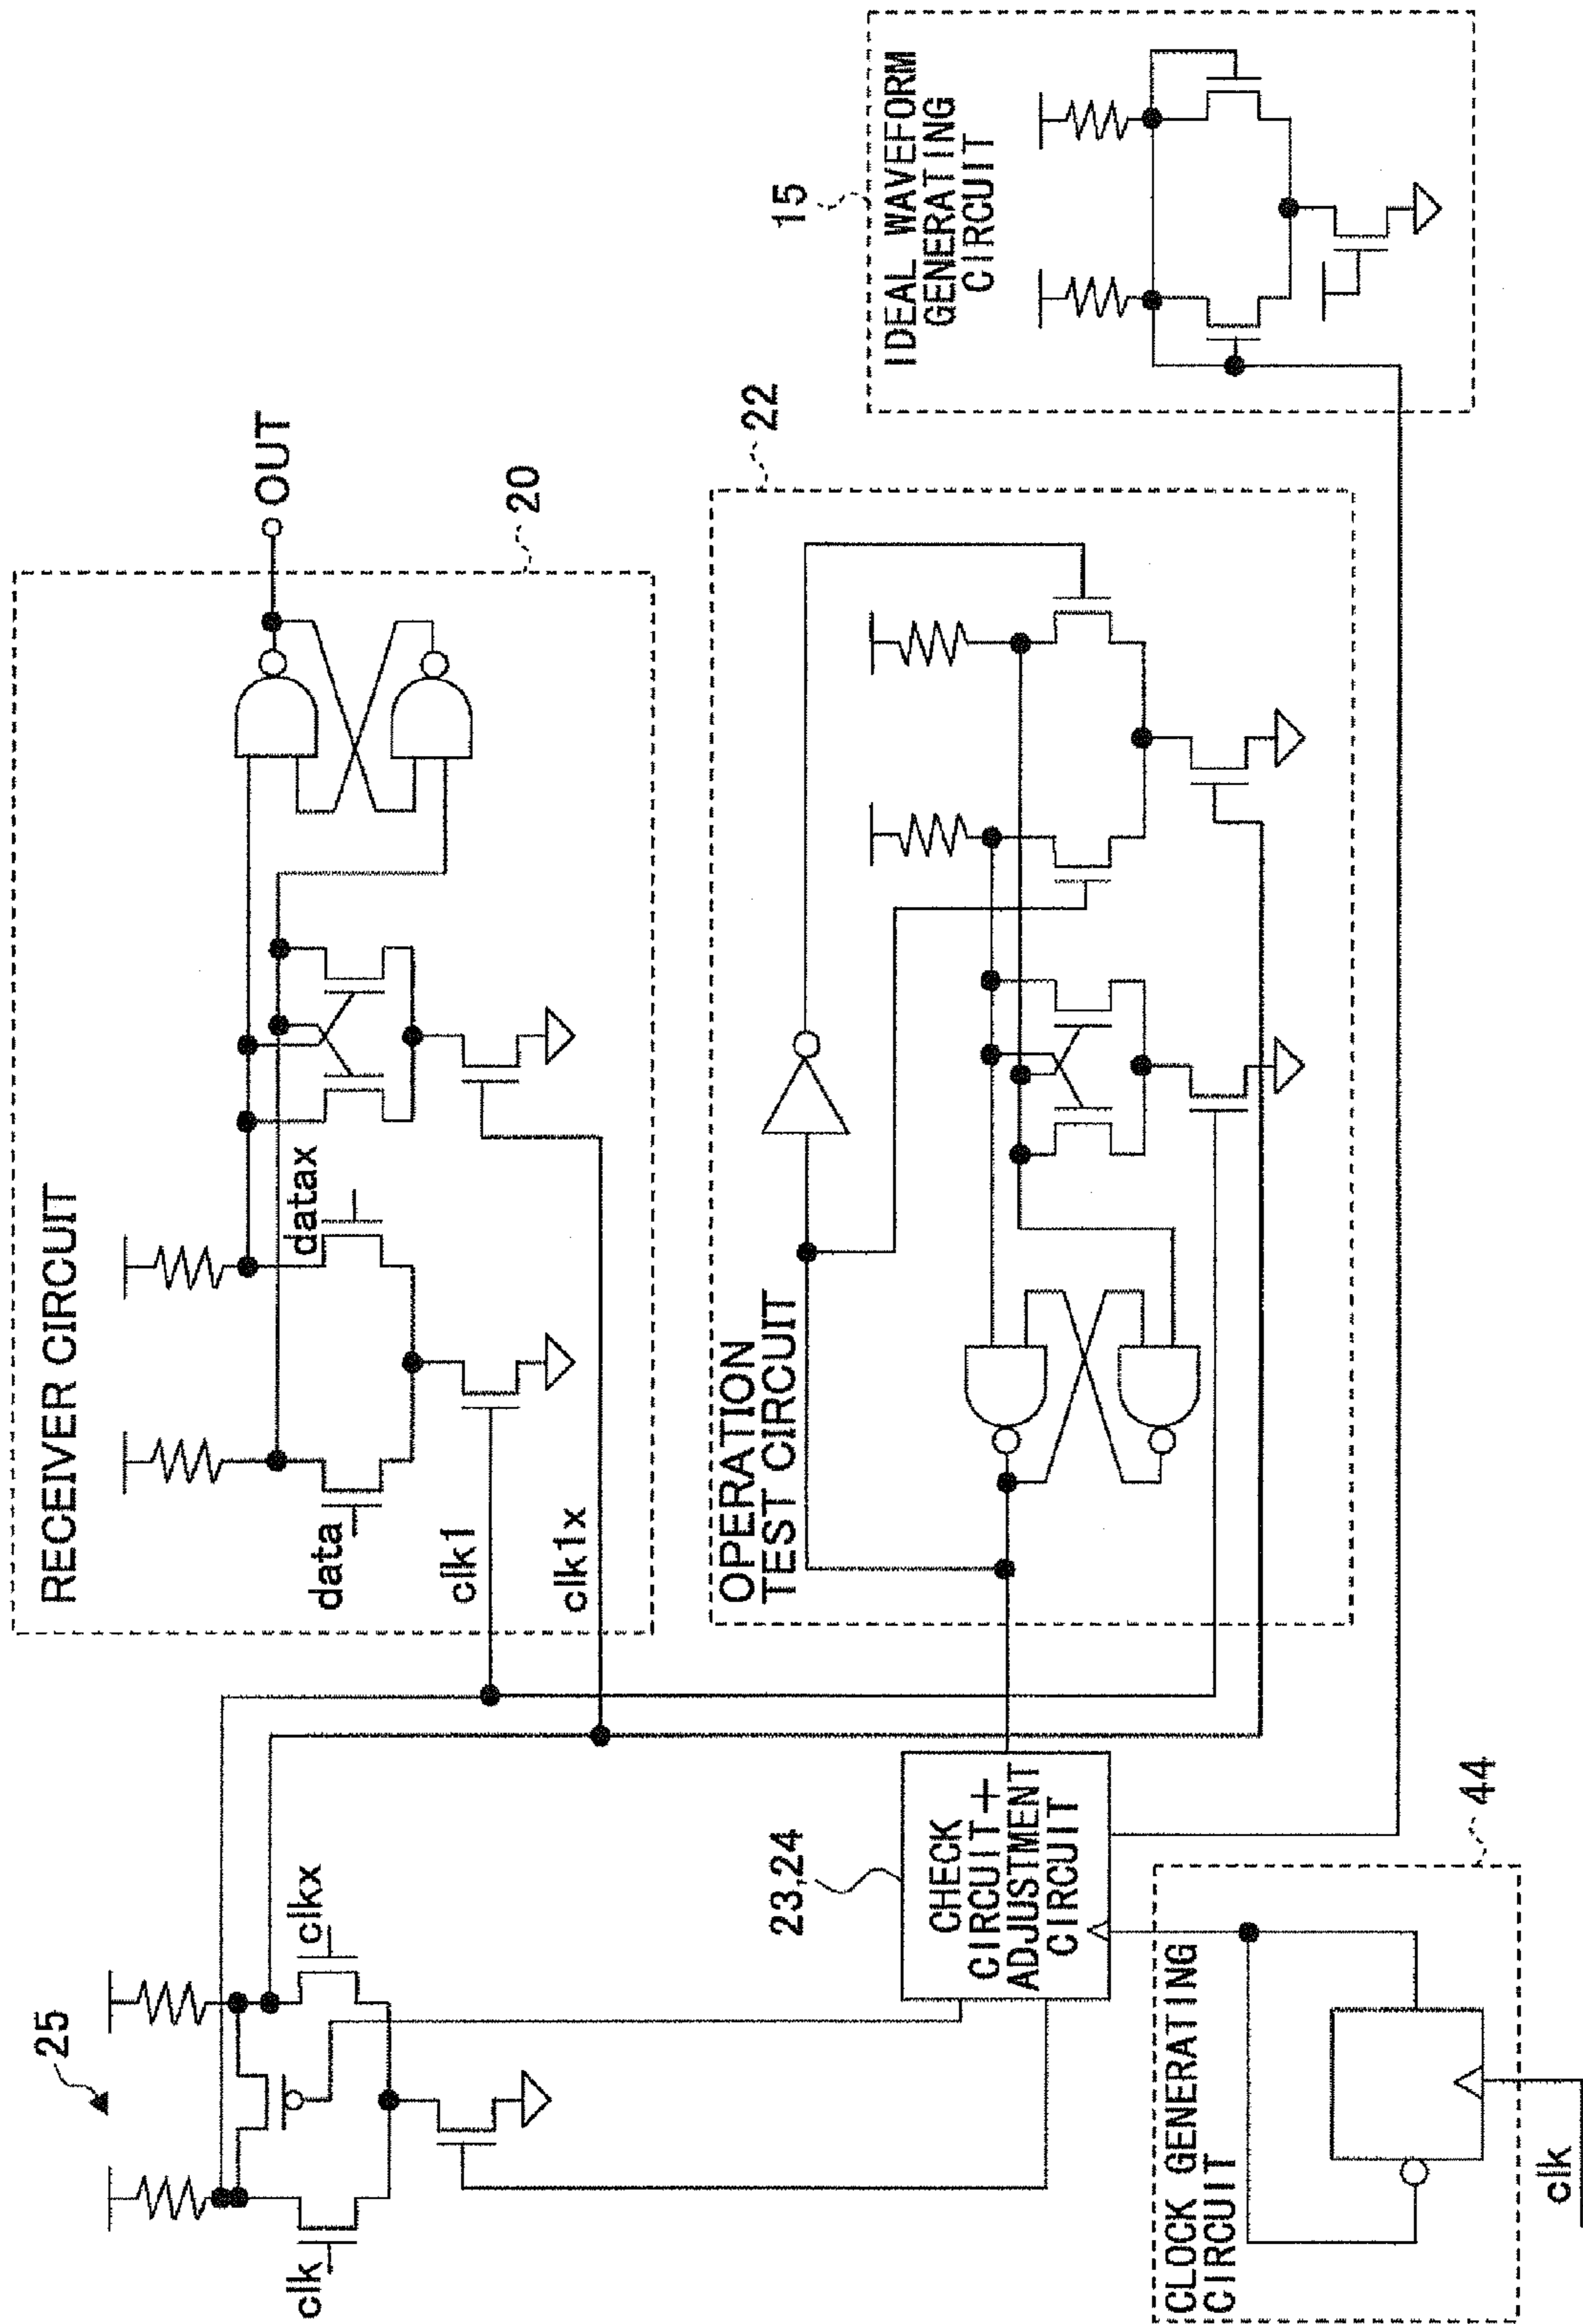 25
clk
clkx
RECEIVER CIRCUIT
data
datax
clk1
clk1x
OUT
20
23,24
CHECK
CIRCUIT+
ADJUSTMENT
CIRCUIT
OPERATION
TEST CIRCUIT
22
15
IDEAL WAVEFORM
GENERATING
CIRCUIT
CLOCK GENERATING
CIRCUIT
44
clk